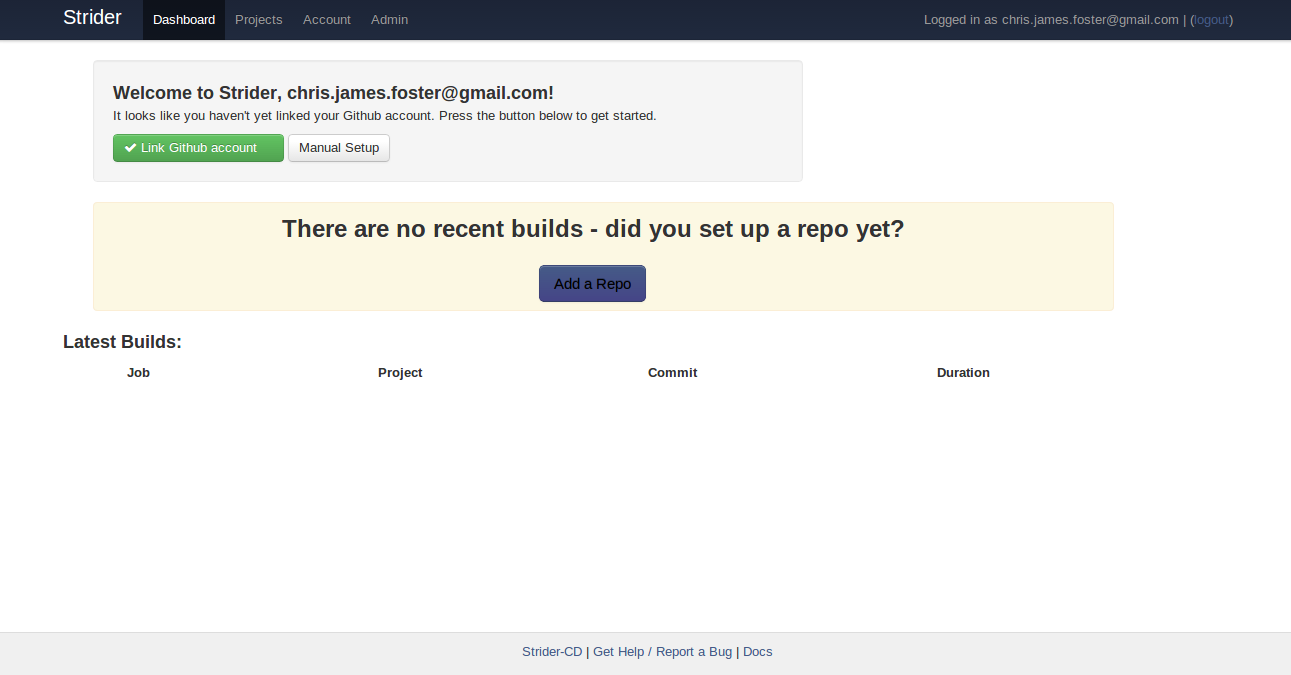 Strider Dashboard Projects Account Admin Logged in as chris.james.foster@gmail.com | (logout)
Welcome to Strider, chris.james.foster@gmail.com!
It looks like you haven't yet linked your Github account. Press the button below to get started.
Link Github account Manual Setup
There are no recent builds - did you set up a repo yet?
Add a Repo
Latest Builds:
Job Project Commit Duration
Strider-CD | Get Help / Report a Bug | Docs